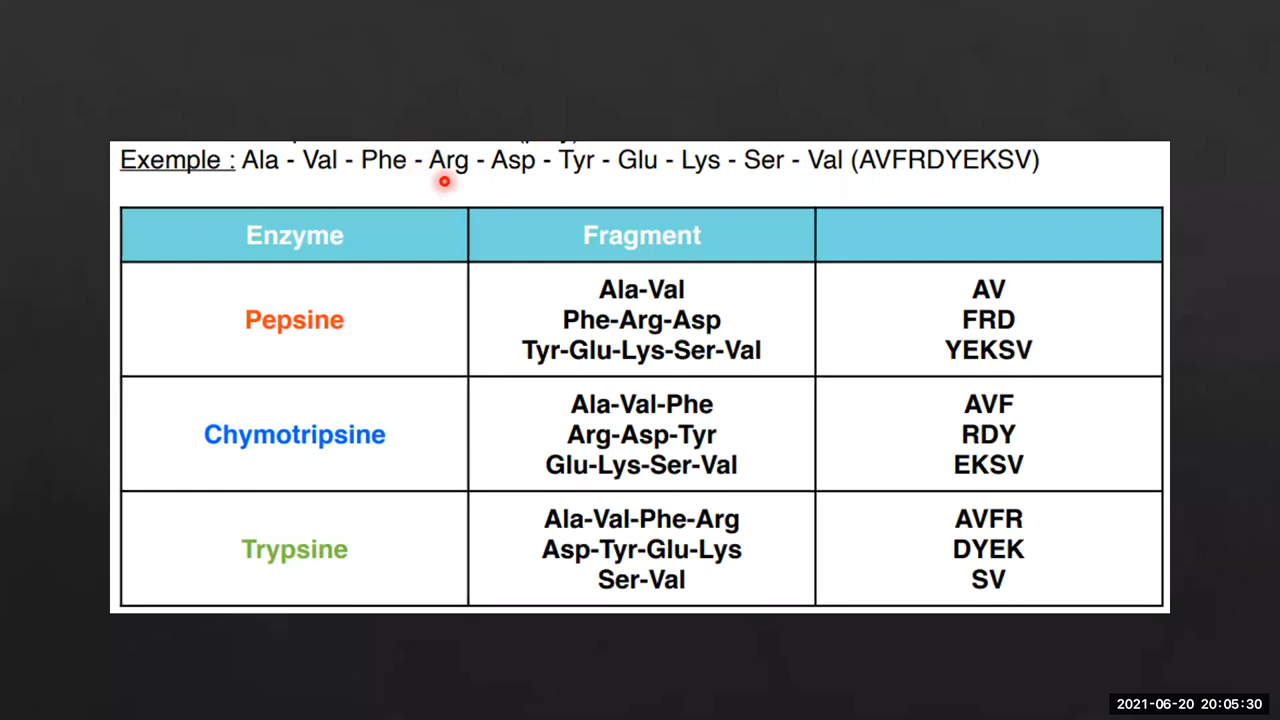 Exemple : Ala - Val - Phe - Arg - Asp - Tyr - Glu - Lys - Ser - Val (AVFRDYEKSV)
Enzyme Fragment
Pepsine
Ala-Val AV
Phe-Arg-Asp FRD
Tyr-Glu-Lys-Ser-Val YEKSV
Chymotripsine
Ala-Val-Phe AVF
Arg-Asp-Tyr RDY
Glu-Lys-Ser-Val EKSV
Trypsine
Ala-Val-Phe-Arg AVFR
Asp-Tyr-Glu-Lys DYEK
Ser-Val SV
2021-06-20 20:05:30